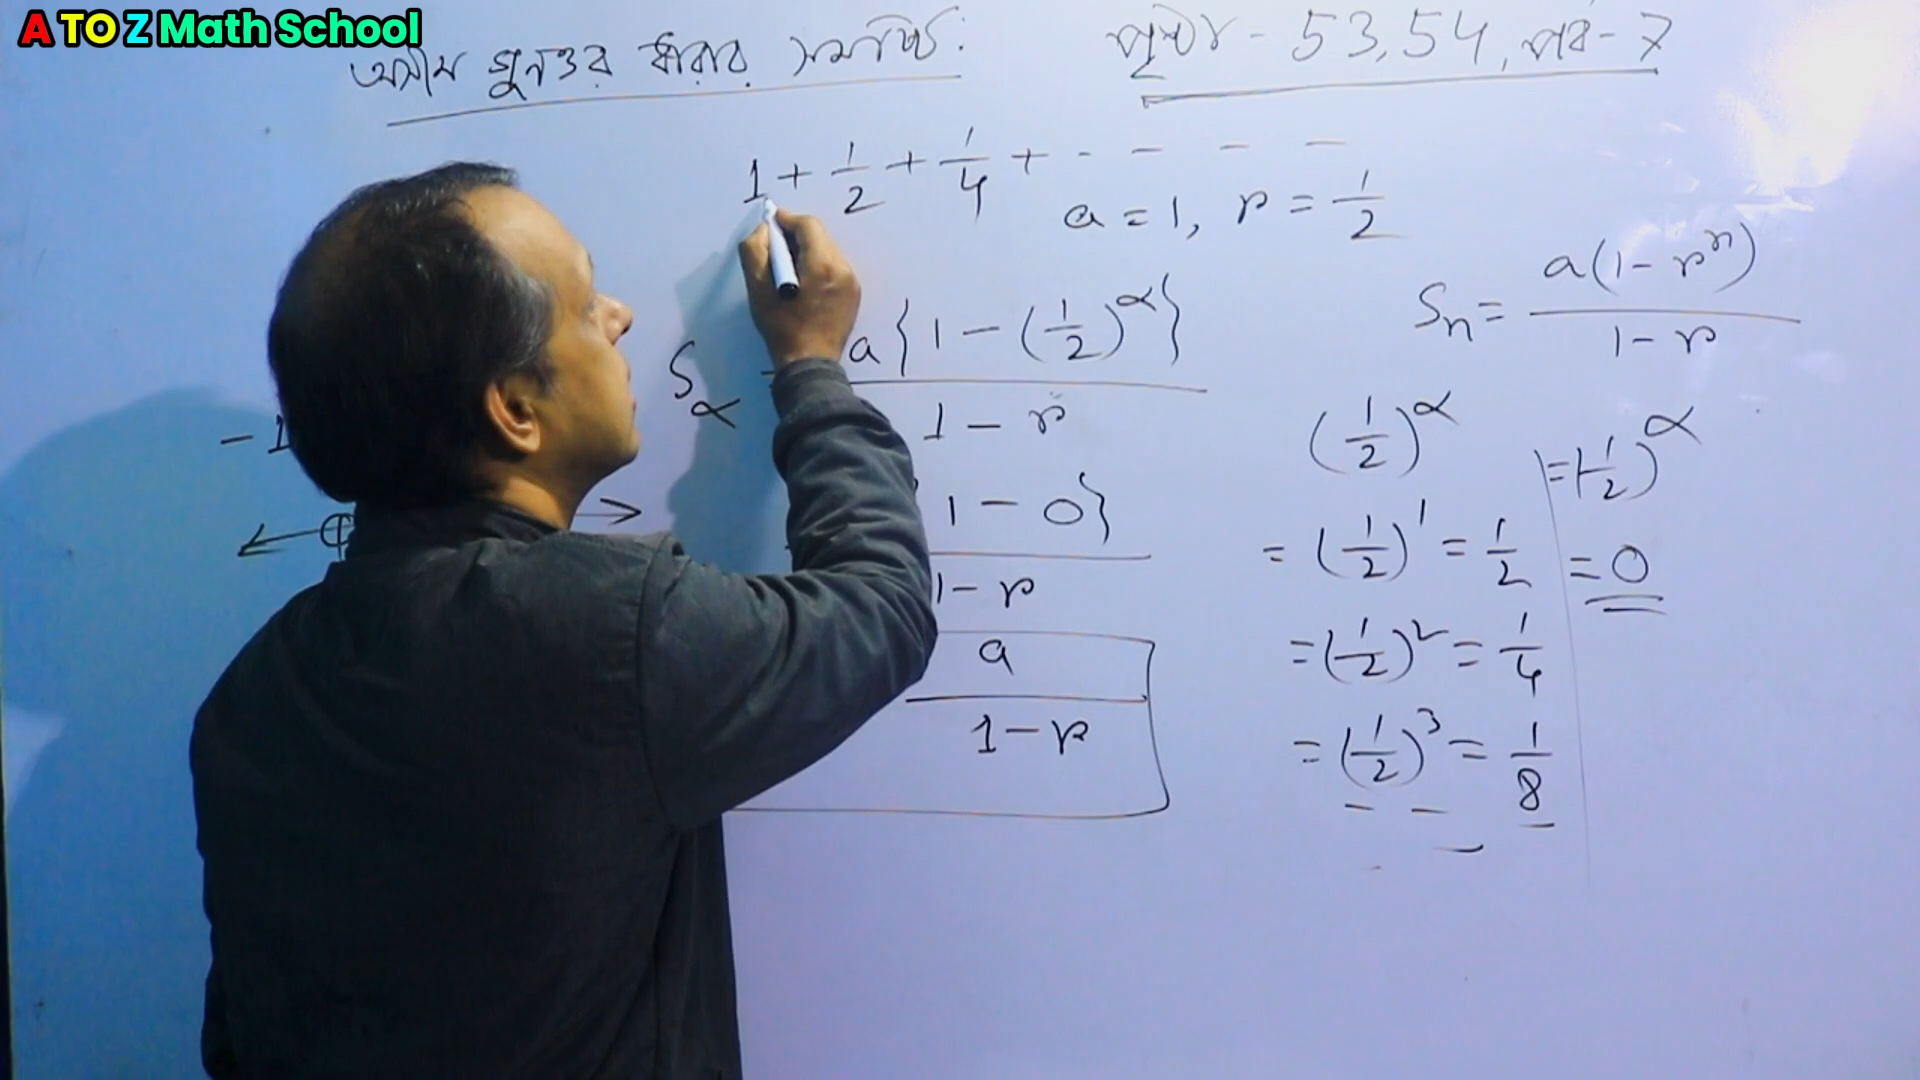 A TO Z Math School
অসীম গুনোত্তর ধারার সমষ্টি: পৃষ্ঠা - 53,54, পর্ব - 7
1 + 1/2 + 1/4 + - - - -
a = 1, r = 1/2
S∝ = a{1 - (1/2)^∝} / 1 - r
Sn = a(1 - r^n) / 1 - r
- 1
1 - 0} / 1 - r
a / 1 - r
(1/2)^∝
= (1/2)^1 = 1/2
= (1/2)^2 = 1/4
= (1/2)^3 = 1/8
- - -
= (1/2)^∝
= 0